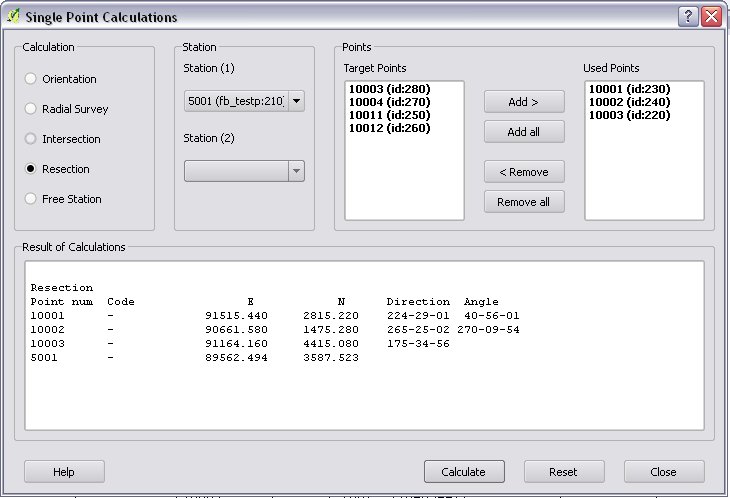 Single Point Calculations
Calculation
Orientation
Radial Survey
Intersection
Resection
Free Station
Station
Station (1)
5001 (fb_testp:210)
Station (2)
Points
Target Points
10003 (id:280)
10004 (id:270)
10011 (id:250)
10012 (id:260)
Add >
Add all
< Remove
Remove all
Used Points
10001 (id:230)
10002 (id:240)
10003 (id:220)
Result of Calculations
Resection
Point num Code E N Direction Angle
10001 - 91515.440 2815.220 224-29-01 40-56-01
10002 - 90661.580 1475.280 265-25-02 270-09-54
10003 - 91164.160 4415.080 175-34-56
5001 - 89562.494 3587.523
Help
Calculate
Reset
Close